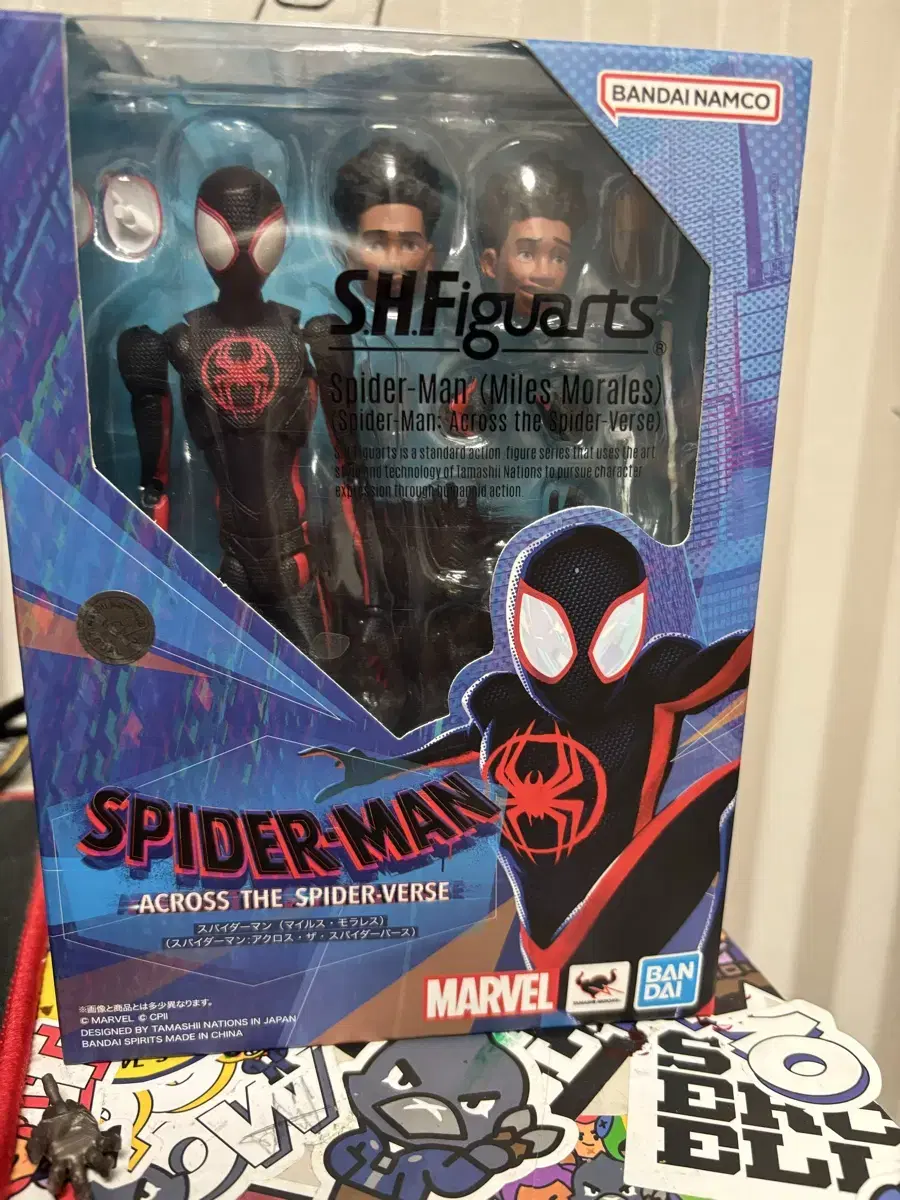 BANDAI NAMCO
S.H.Figuarts®
Spider-Man (Miles Morales)
(Spider-Man: Across the Spider-Verse)
S.H.Figuarts is a standard action figure series that uses the art
style and technology of Tamashii Nations to pursue character
expression through humanoid action.
SPIDER-MAN
ACROSS THE SPIDER-VERSE
スパイダーマン（マイルス・モラレス）
（スパイダーマン:アクロス・ザ・スパイダーバース）
MARVEL
TAMASHII NATIONS
BAN
DAI
※画像と商品とは多少異なります。
© MARVEL © CPII
DESIGNED BY TAMASHII NATIONS IN JAPAN
BANDAI SPIRITS MADE IN CHINA
OW
10